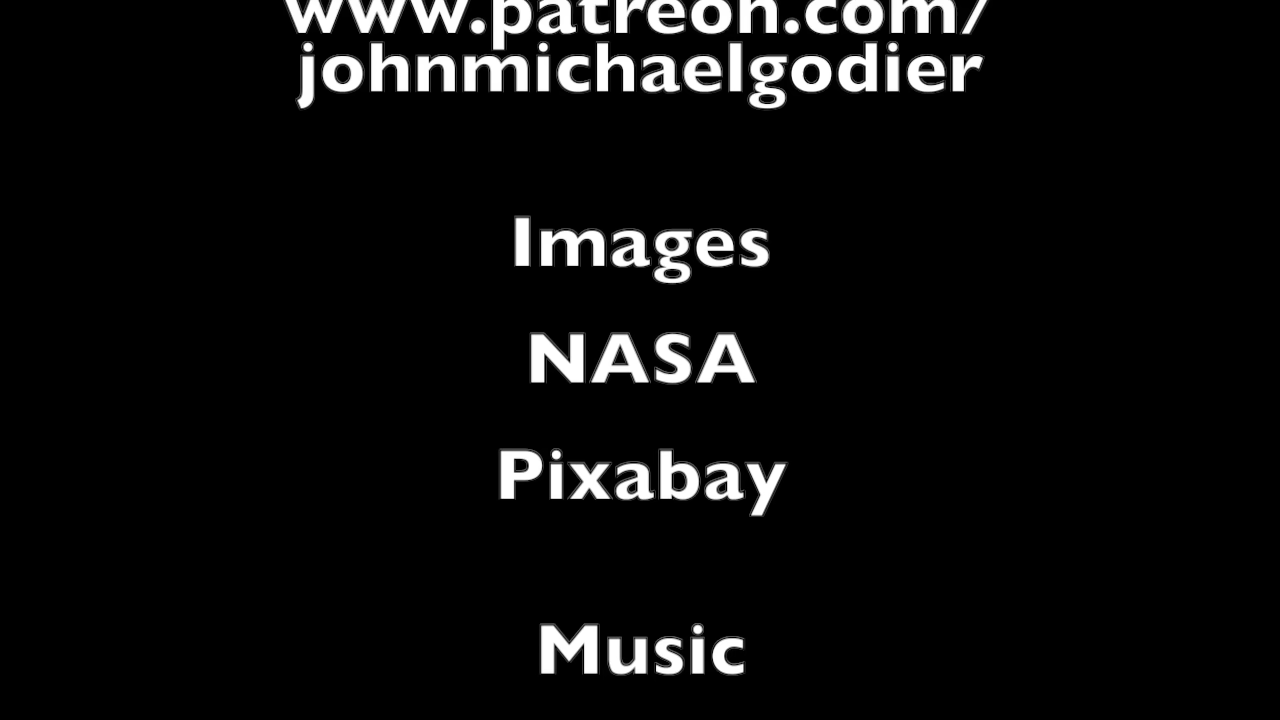 www.patreon.com/
johnmichaelgodier
Images
NASA
Pixabay
Music